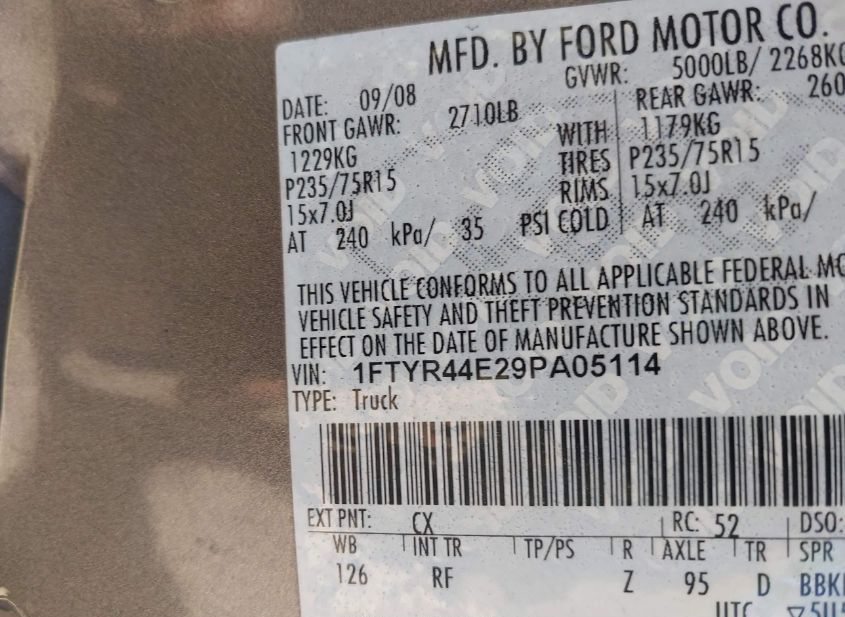 MFD. BY FORD MOTOR CO.
DATE: 09/08 GVWR: 5000LB/ 2268KG
FRONT GAWR: 2710LB REAR GAWR: 260
1229KG WITH 1179KG
P235/75R15 TIRES P235/75R15
15x7.0J RIMS 15x7.0J
AT 240 kPa/ 35 PSI COLD AT 240 kPa/
THIS VEHICLE CONFORMS TO ALL APPLICABLE FEDERAL MO
VEHICLE SAFETY AND THEFT PREVENTION STANDARDS IN
EFFECT ON THE DATE OF MANUFACTURE SHOWN ABOVE.
VIN: 1FTYR44E29PA05114
TYPE: Truck
EXT PNT: CX RC: 52 DSO:
WB INT TR TP/PS R AXLE TR SPR
126 RF Z 95 D BBK
UTC